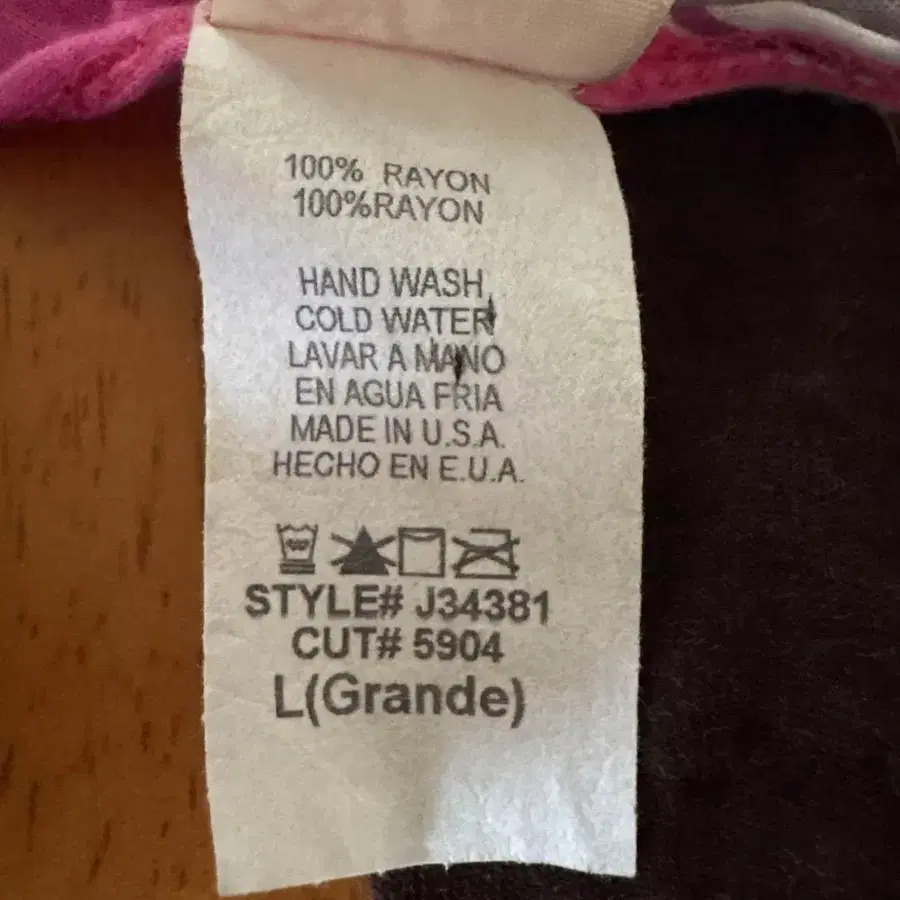 100% RAYON
100%RAYON
HAND WASH
COLD WATER
LAVAR A MANO
EN AGUA FRIA
MADE IN U.S.A.
HECHO EN E.U.A.
STYLE# J34381
CUT# 5904
L(Grande)